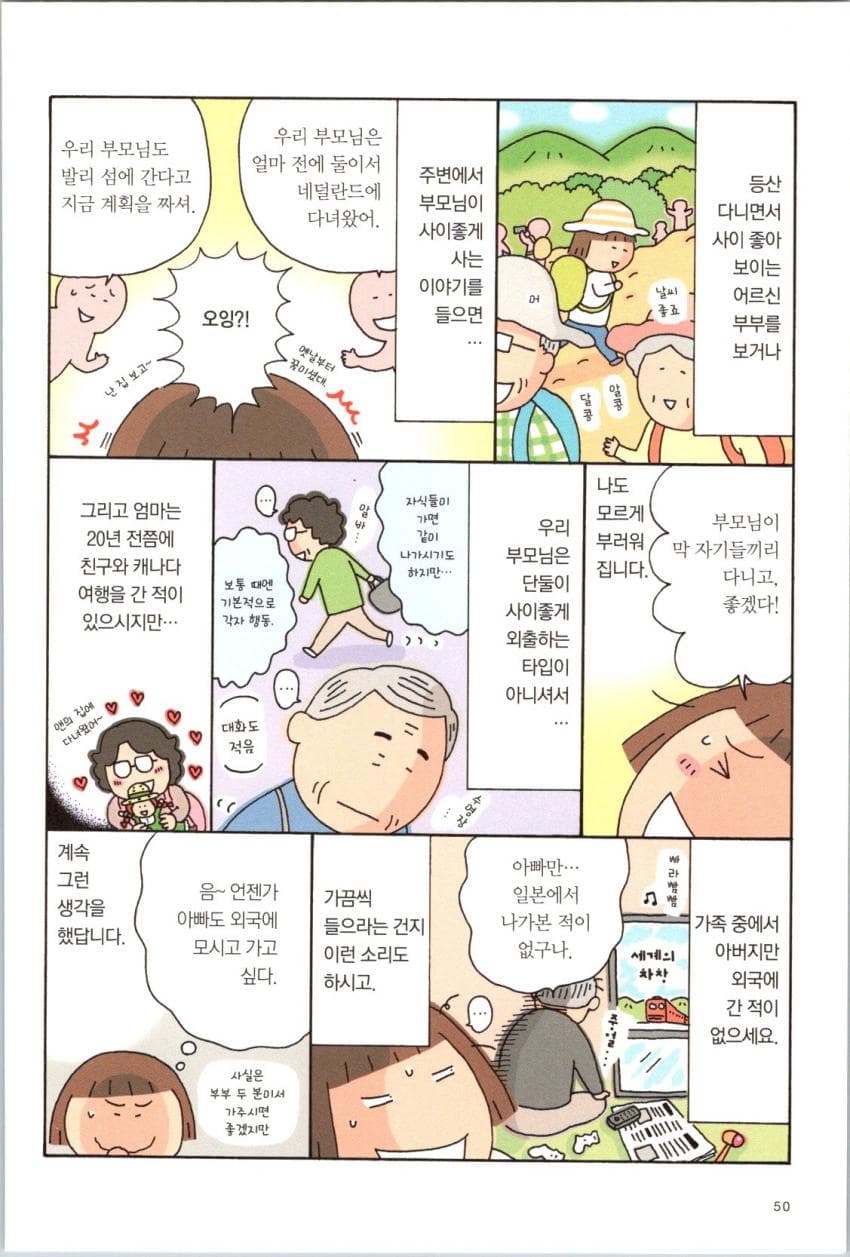 등산
다니면서
사이 좋아
보이는
어르신
부부를
보거나
날씨
좋죠
머
알
콩
달
콩
주변에서
부모님이
사이좋게
사는
이야기를
들으면
…
우리 부모님은
얼마 전에 둘이서
네덜란드에
다녀왔어.
우리 부모님도
발리 섬에 간다고
지금 계획을 짜셔.
오잉?!
옛날부터
꿈이셨대.
난 집 보고~
부모님이
막 자기들끼리
다니고,
좋겠다!
나도
모르게
부러워
집니다.
우리
부모님은
단둘이
사이좋게
외출하는
타입이
아니셔서
…
자식들이
가면
같이
나가시기도
하지만…
알바…
…
보통 때엔
기본적으로
각자 행동.
…
대화도
적음
수영장…
그리고 엄마는
20년 전쯤에
친구와 캐나다
여행을 간 적이
있으시지만…
앤의 집에
다녀왔어~
가족 중에서
아버지만
외국에
간 적이
없으세요.
빠라빰빰
세계의
차창
아빠만…
일본에서
나가본 적이
없구나.
중얼…
…
가끔씩
들으라는 건지
이런 소리도
하시고.
음~ 언젠가
아빠도 외국에
모시고 가고
싶다.
사실은
부부 두 분이서
가주시면
좋겠지만
계속
그런
생각을
했답니다.
50